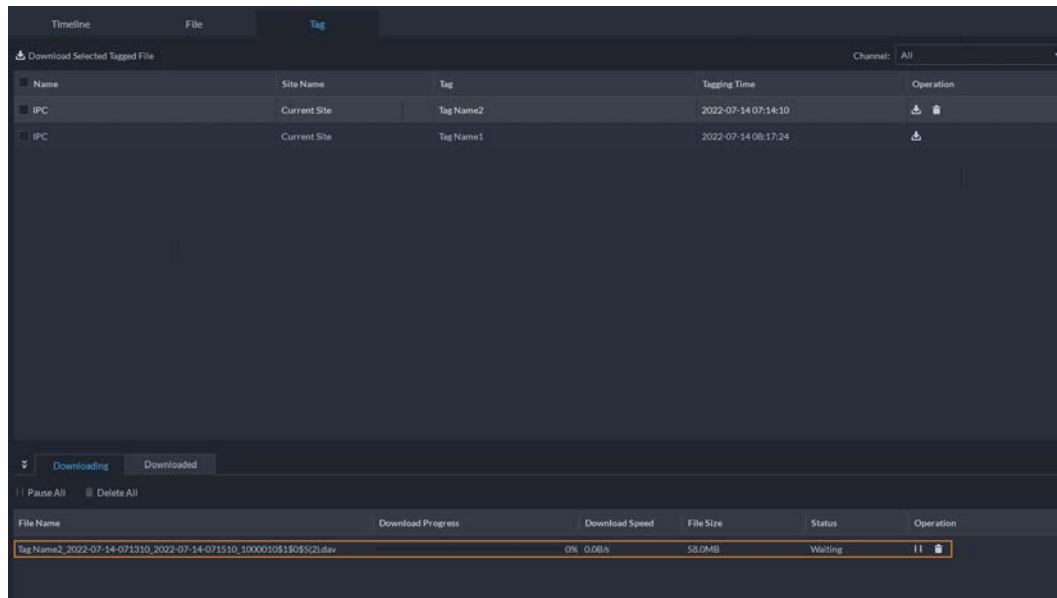 Timeline File Tag
Download Selected Tagged File Channel: All
Name Site Name Tag Tagging Time Operation
IPC Current Site Tag Name2 2022-07-14 07:14:10
IPC Current Site Tag Name1 2022-07-14 08:17:24
Downloading Downloaded
Pause All Delete All
File Name Download Progress Download Speed File Size Status Operation
Tag Name2_2022-07-14-071310_2022-07-14-071510_1000010$1$0$5(2).dav 0% 0.0B/s 58.0MB Waiting